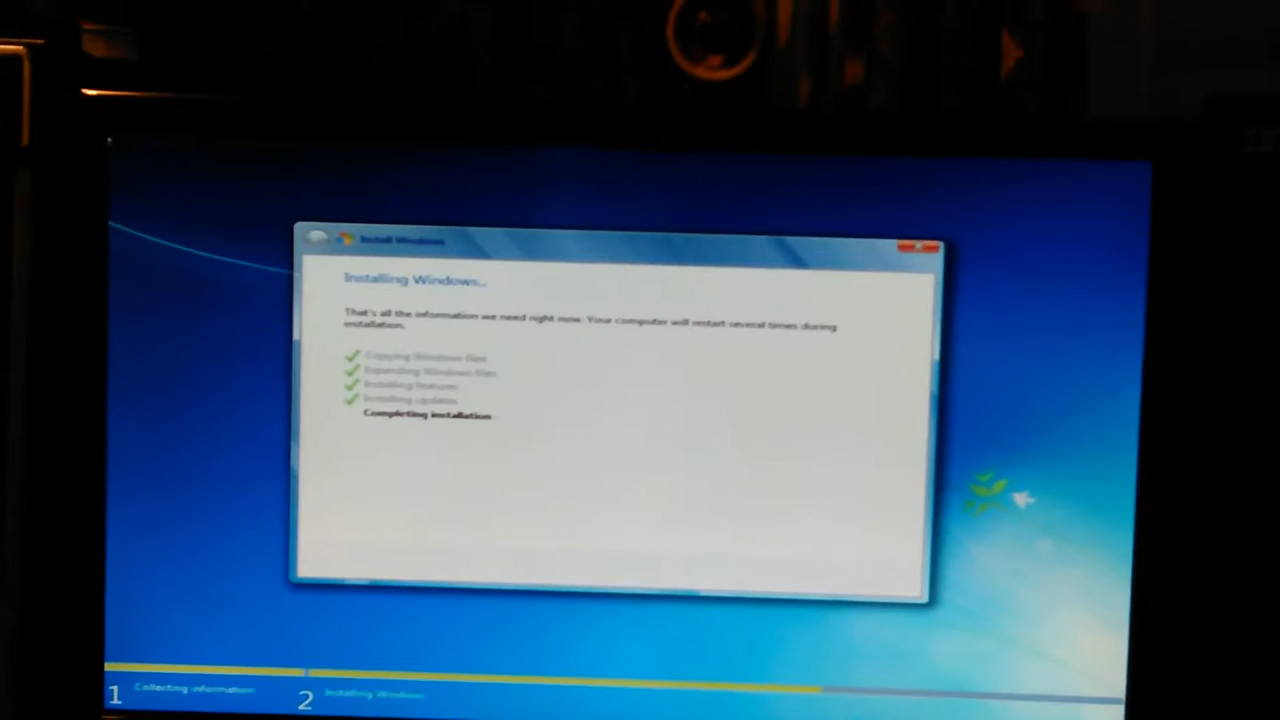 Install Windows
Installing Windows...
That's all the information we need right now. Your computer will restart several times during
installation.
Copying Windows files
Expanding Windows files
Installing features
Installing updates
Completing installation
1 Collecting information
2 Installing Windows